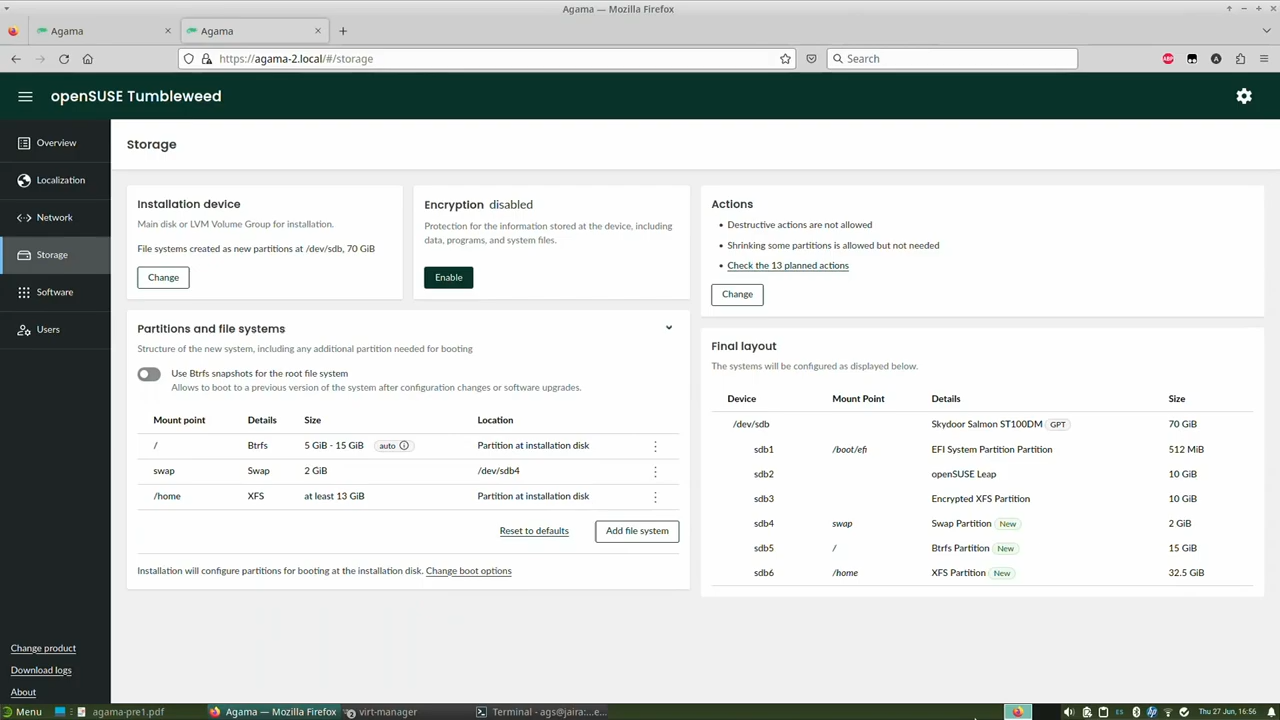 Agama — Mozilla Firefox
Agama
Agama
https://agama-2.local/#/storage
Search
ABP
A
openSUSE Tumbleweed
Overview
Localization
Network
Storage
Software
Users
Change product
Download logs
About
Storage
Installation device
Main disk or LVM Volume Group for installation.
File systems created as new partitions at /dev/sdb, 70 GiB
Change
Encryption disabled
Protection for the information stored at the device, including
data, programs, and system files.
Enable
Partitions and file systems
Structure of the new system, including any additional partition needed for booting
Use Btrfs snapshots for the root file system
Allows to boot to a previous version of the system after configuration changes or software upgrades.
Mount point Details Size Location
/ Btrfs 5 GiB - 15 GiB auto Partition at installation disk
swap Swap 2 GiB /dev/sdb4
/home XFS at least 13 GiB Partition at installation disk
Reset to defaults Add file system
Installation will configure partitions for booting at the installation disk. Change boot options
Actions
Destructive actions are not allowed
Shrinking some partitions is allowed but not needed
Check the 13 planned actions
Change
Final layout
The systems will be configured as displayed below.
Device Mount Point Details Size
/dev/sdb Skydoor Salmon ST100DM GPT 70 GiB
sdb1 /boot/efi EFI System Partition Partition 512 MiB
sdb2 openSUSE Leap 10 GiB
sdb3 Encrypted XFS Partition 10 GiB
sdb4 swap Swap Partition New 2 GiB
sdb5 / Btrfs Partition New 15 GiB
sdb6 /home XFS Partition New 32.5 GiB
Menu agama-pre1.pdf Agama — Mozilla Firefox virt-manager Terminal - ags@jaira:...e... ES Thu 27 Jun, 16:56